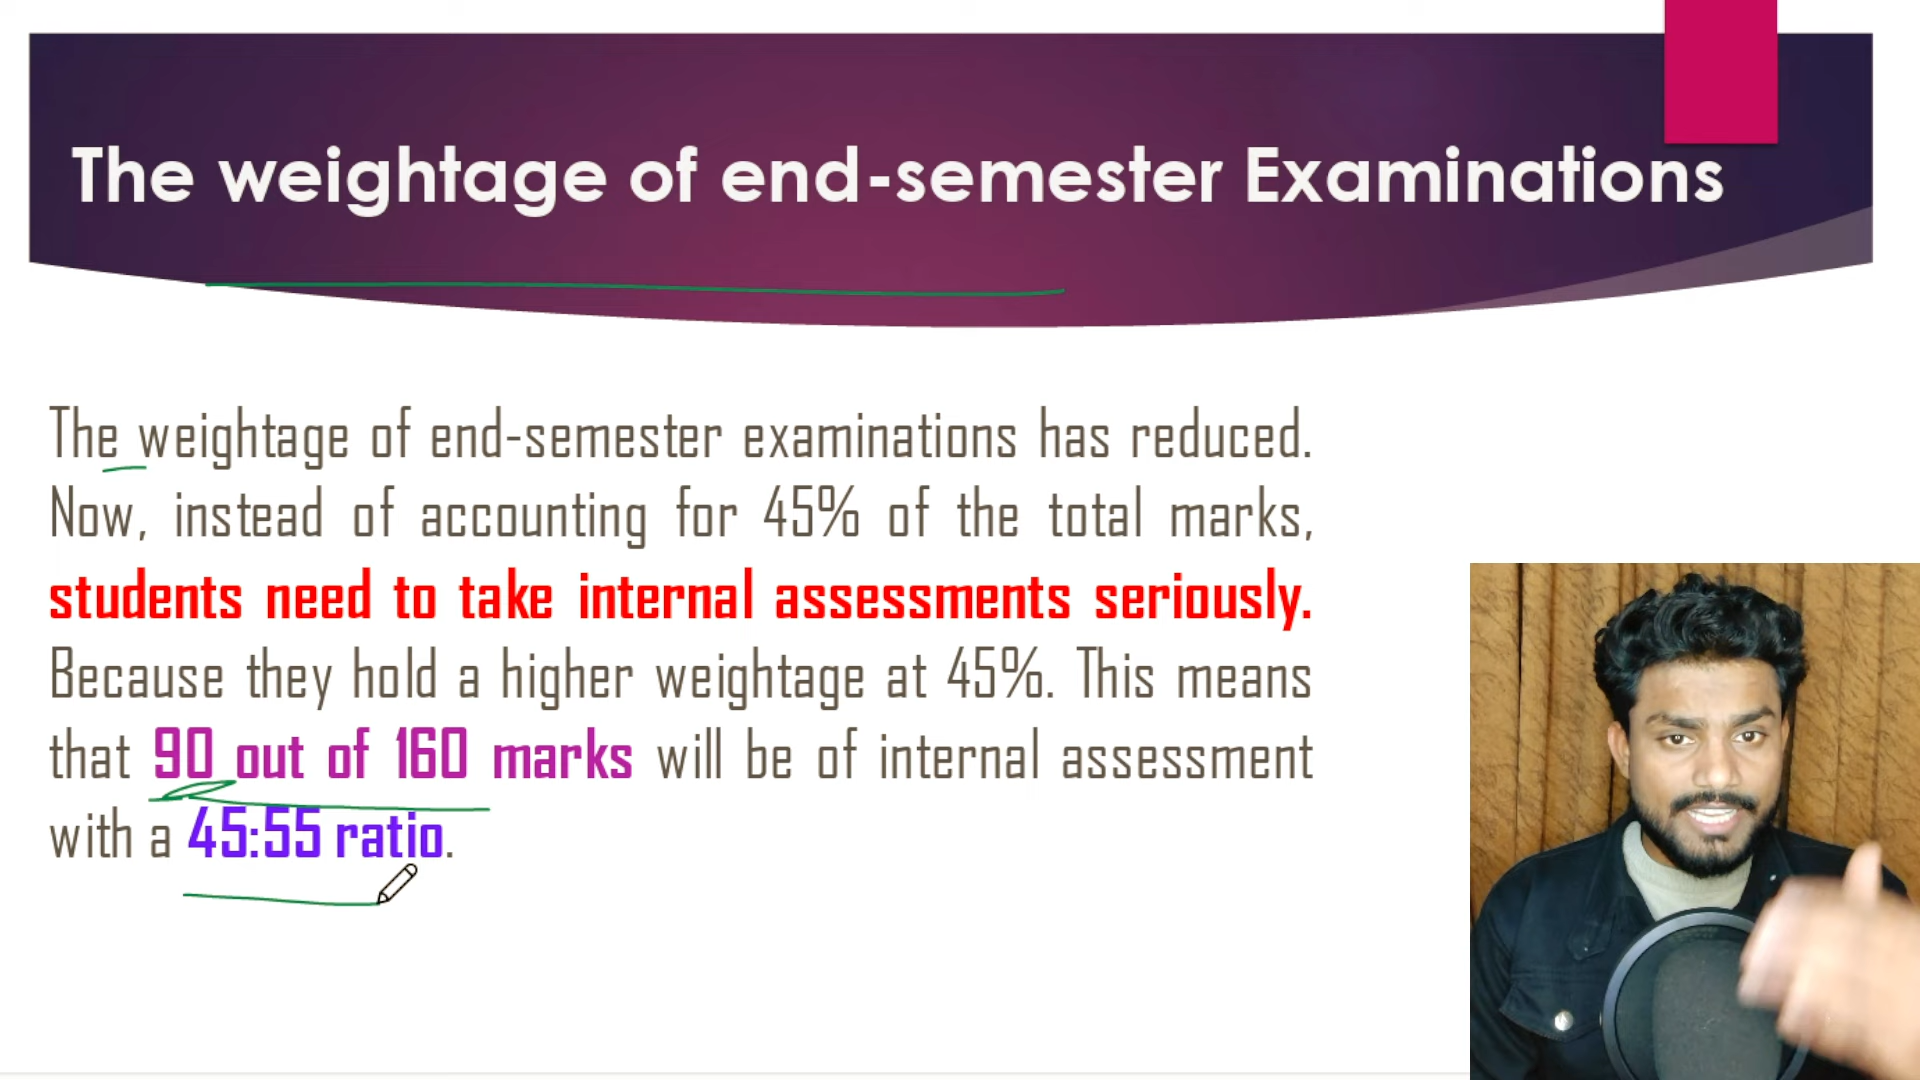 The weightage of end-semester Examinations
The weightage of end-semester examinations has reduced.
Now, instead of accounting for 45% of the total marks,
students need to take internal assessments seriously.
Because they hold a higher weightage at 45%. This means
that 90 out of 160 marks will be of internal assessment
with a 45:55 ratio.